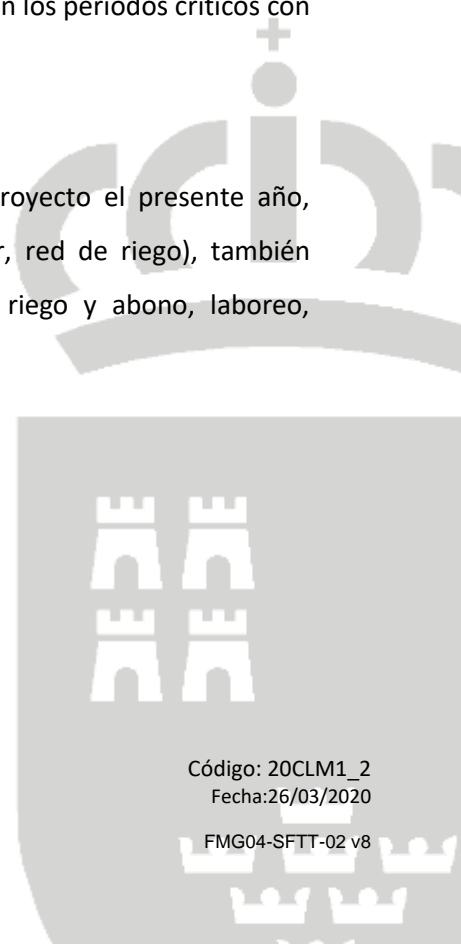 n los periodos críticos con
royecto el presente año,
, red de riego), también
riego y abono, laboreo,
Código: 20CLM1_2
Fecha:26/03/2020
FMG04-SFTT-02 v8